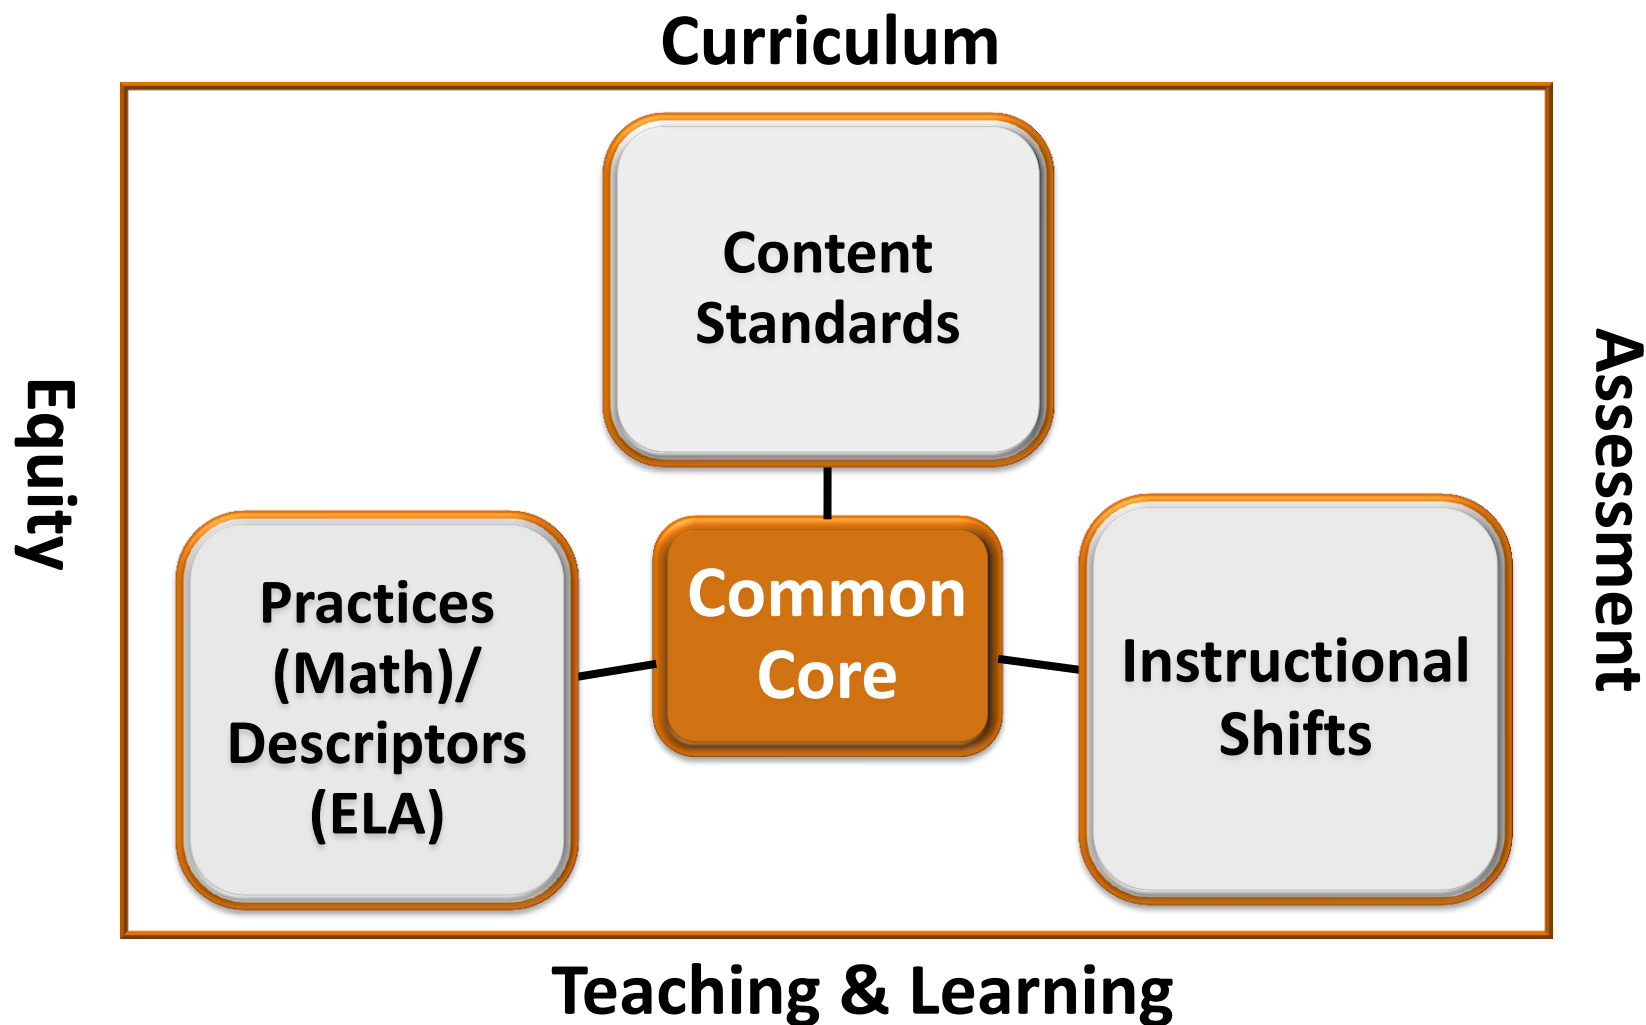 Curriculum
Content
Standards
Equity
Assessment
Common
Core
Practices
(Math)/
Descriptors
(ELA)
Instructional
Shifts
Teaching & Learning